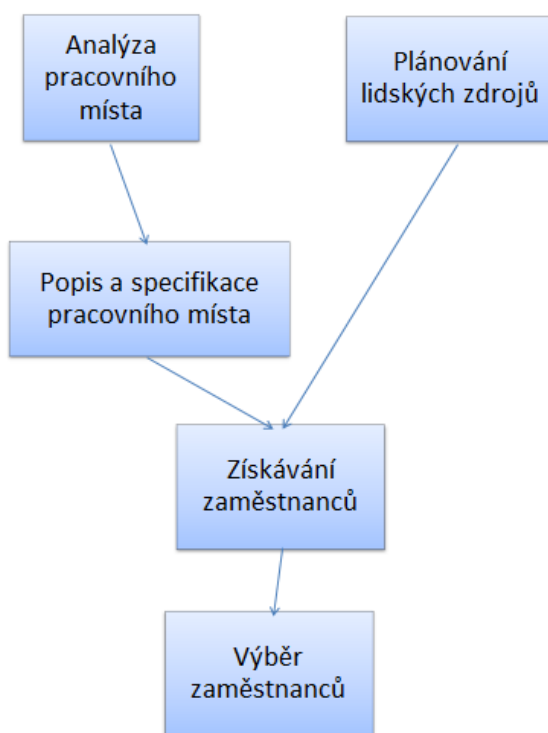 Analýza
pracovního
místa
Plánování
lidských zdrojů
Popis a specifikace
pracovního místa
Získávání
zaměstnanců
Výběr
zaměstnanců